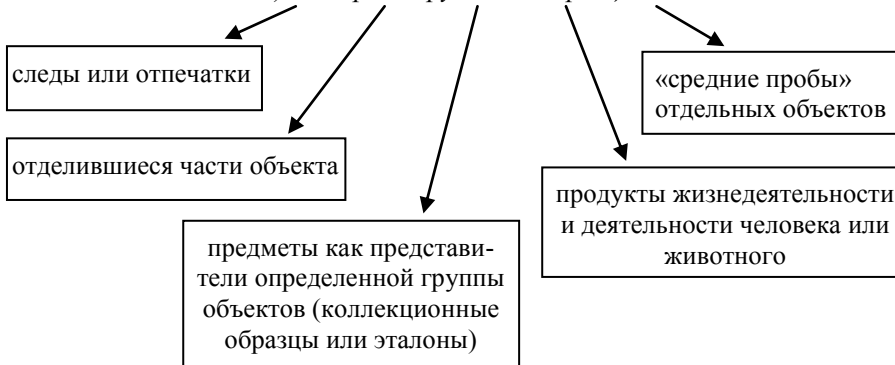 следы или отпечатки
«средние пробы»
отдельных объектов
отделившиеся части объекта
продукты жизнедеятельности
и деятельности человека или
животного
предметы как представи-
тели определенной группы
объектов (коллекционные
образцы или эталоны)